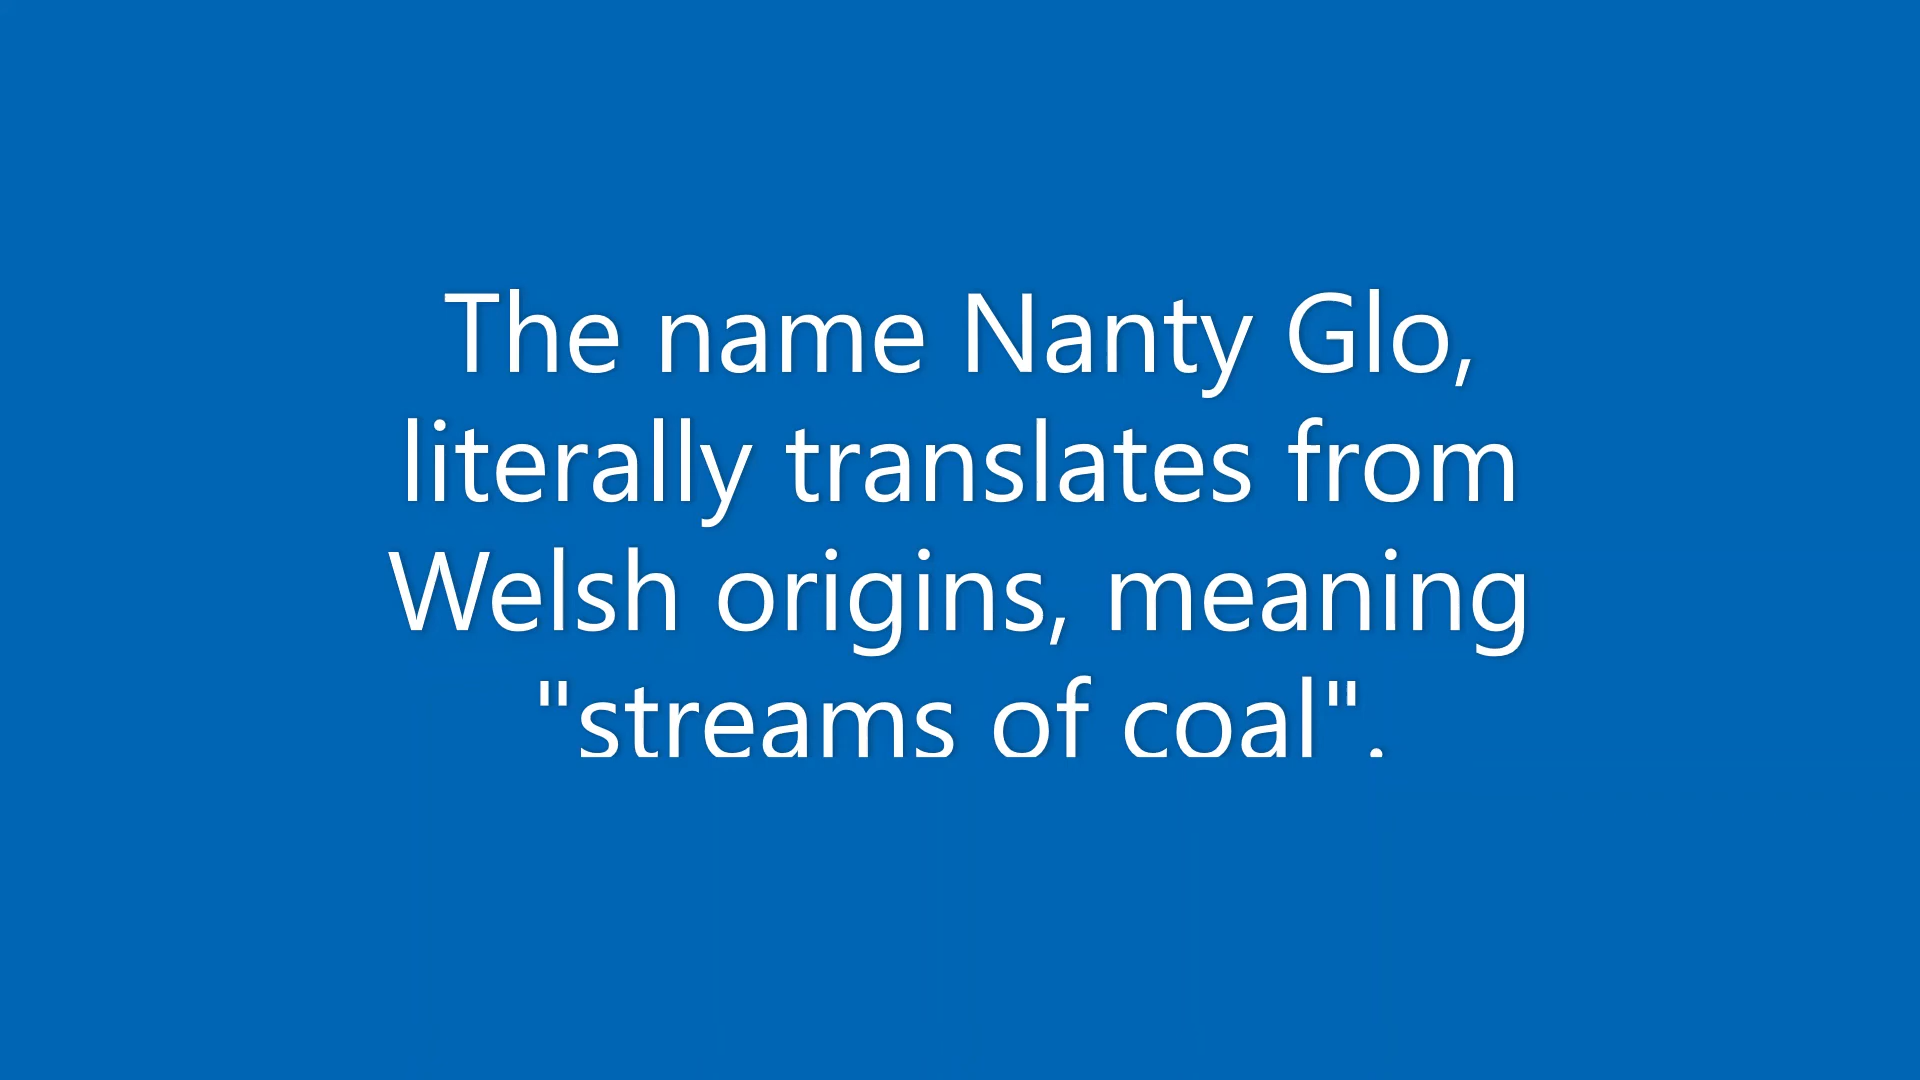 The name Nanty Glo,
literally translates from
Welsh origins, meaning
"streams of coal".